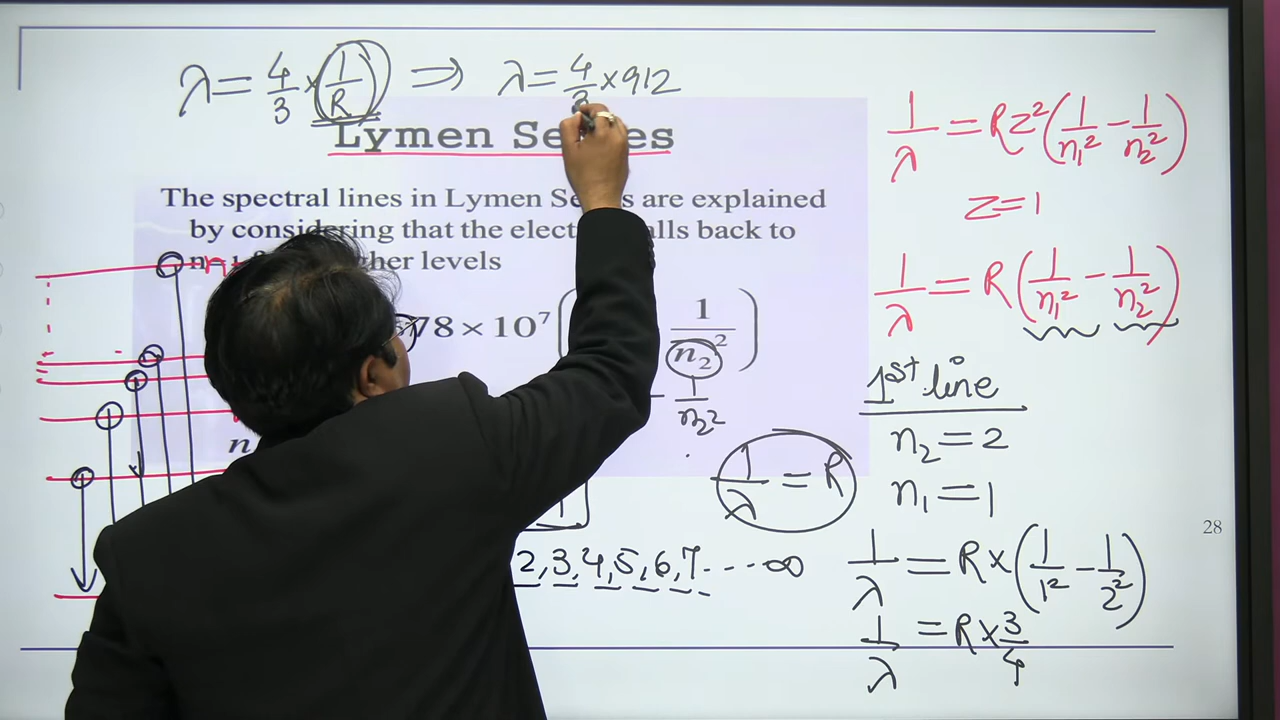 λ = 4/3 × (1/R) ⇒ λ = 4/3 × 912
Lymen Se es
The spectral lines in Lymen Se s are explained
by considering that the elect alls back to
n gher levels
78 × 10⁷ ( 1/n₂² )
- 1/n₂²
n
1/λ = R
2, 3, 4, 5, 6, 7 - - - - ∞
1/λ = RZ² (1/n₁² - 1/n₂²)
Z = 1
1/λ = R (1/n₁² - 1/n₂²)
1st line
n₂ = 2
n₁ = 1
1/λ = R × (1/1² - 1/2²)
1/λ = R × 3/4
28